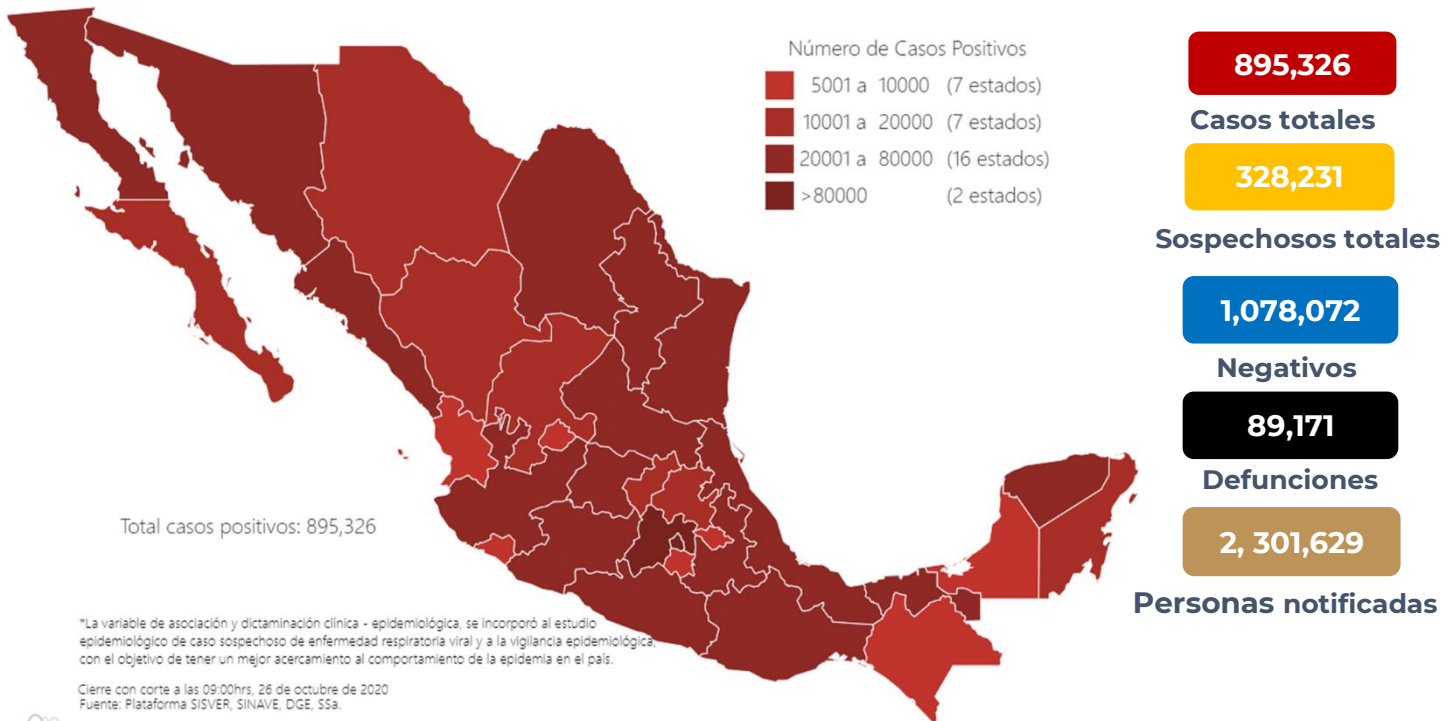 Número de Casos Positivos
5001 a 10000 (7 estados)
10001 a 20000 (7 estados)
20001 a 80000 (16 estados)
>80000 (2 estados)
895,326
Casos totales
328,231
Sospechosos totales
1,078,072
Negativos
89,171
Defunciones
2, 301,629
Personas notificadas
Total casos positivos: 895,326
*La variable de asociación y dictaminación clínica - epidemiológica, se incorporó al estudio
epidemiológico de caso sospechoso de enfermedad respiratoria viral y a la vigilancia epidemiológica,
con el objetivo de tener un mejor acercamiento al comportamiento de la epidemia en el país.
Cierre con corte a las 09:00hrs, 26 de octubre de 2020
Fuente: Plataforma SISVER, SINAVE, DGE, SSa.